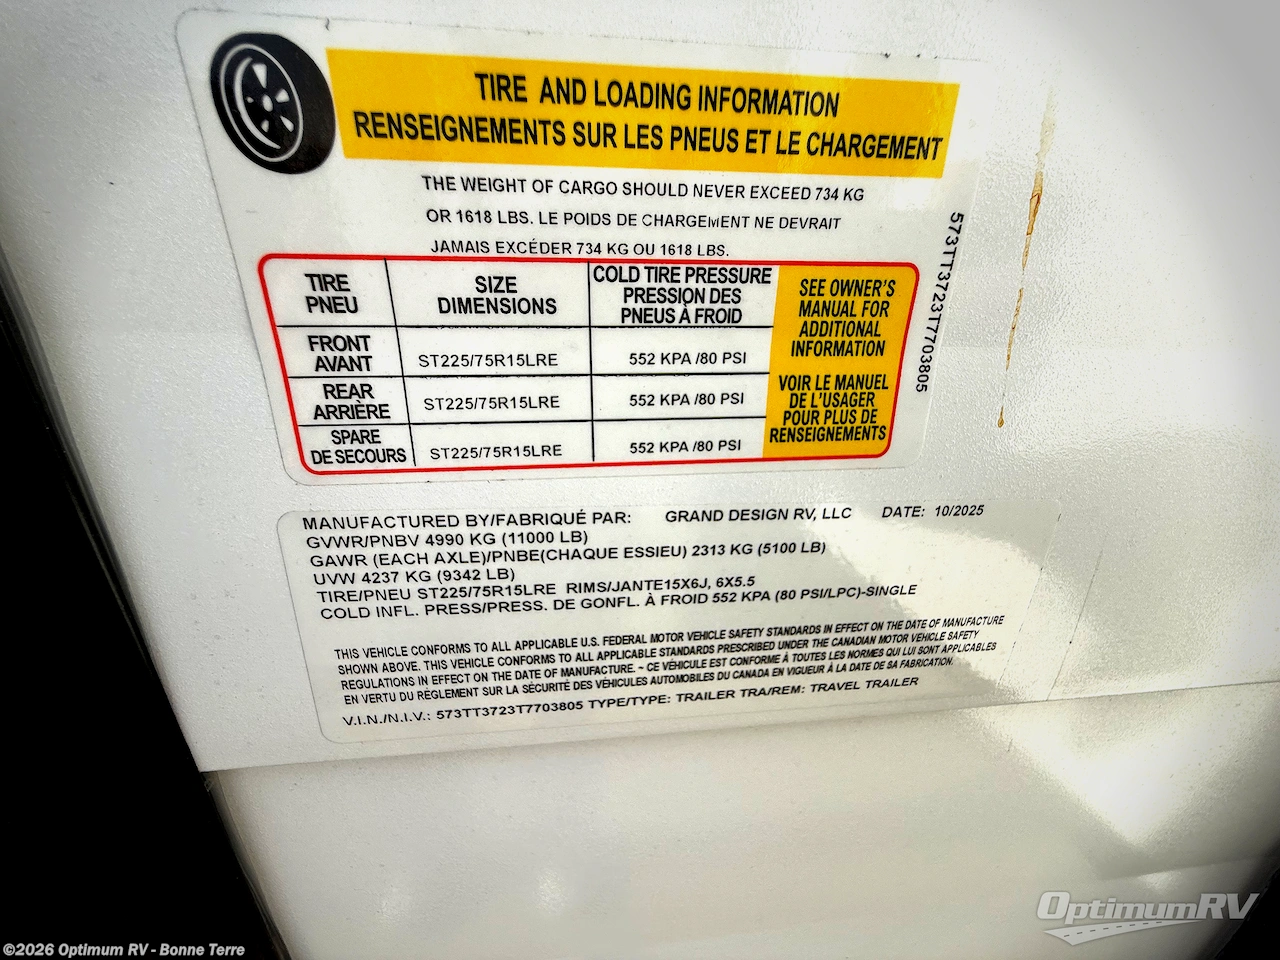 TIRE AND LOADING INFORMATION
RENSEIGNEMENTS SUR LES PNEUS ET LE CHARGEMENT
THE WEIGHT OF CARGO SHOULD NEVER EXCEED 734 KG
OR 1618 LBS. LE POIDS DE CHARGEMENT NE DEVRAIT
JAMAIS EXCÉDER 734 KG OU 1618 LBS.
TIRE
PNEU
SIZE
DIMENSIONS
COLD TIRE PRESSURE
PRESSION DES
PNEUS À FROID
FRONT
AVANT
ST225/75R15LRE
552 KPA /80 PSI
REAR
ARRIÈRE
ST225/75R15LRE
552 KPA /80 PSI
SPARE
DE SECOURS
ST225/75R15LRE
552 KPA /80 PSI
SEE OWNER'S
MANUAL FOR
ADDITIONAL
INFORMATION
VOIR LE MANUEL
DE L'USAGER
POUR PLUS DE
RENSEIGNEMENTS
573TT3723T7703805
MANUFACTURED BY/FABRIQUÉ PAR: GRAND DESIGN RV, LLC DATE: 10/2025
GVWR/PNBV 4990 KG (11000 LB)
GAWR (EACH AXLE)/PNBE(CHAQUE ESSIEU) 2313 KG (5100 LB)
UVW 4237 KG (9342 LB)
TIRE/PNEU ST225/75R15LRE RIMS/JANTE15X6J, 6X5.5
COLD INFL. PRESS/PRESS. DE GONFL. À FROID 552 KPA (80 PSI/LPC)-SINGLE
THIS VEHICLE CONFORMS TO ALL APPLICABLE U.S. FEDERAL MOTOR VEHICLE SAFETY STANDARDS IN EFFECT ON THE DATE OF MANUFACTURE
SHOWN ABOVE. THIS VEHICLE CONFORMS TO ALL APPLICABLE STANDARDS PRESCRIBED UNDER THE CANADIAN MOTOR VEHICLE SAFETY
REGULATIONS IN EFFECT ON THE DATE OF MANUFACTURE. ~ CE VÉHICULE EST CONFORME À TOUTES LES NORMES QUI LUI SONT APPLICABLES
EN VERTU DU RÈGLEMENT SUR LA SÉCURITÉ DES VÉHICULES AUTOMOBILES DU CANADA EN VIGUEUR À LA DATE DE SA FABRICATION.
V.I.N./N.I.V.: 573TT3723T7703805 TYPE/TYPE: TRAILER TRA/REM: TRAVEL TRAILER
OptimumRV
©2026 Optimum RV - Bonne Terre